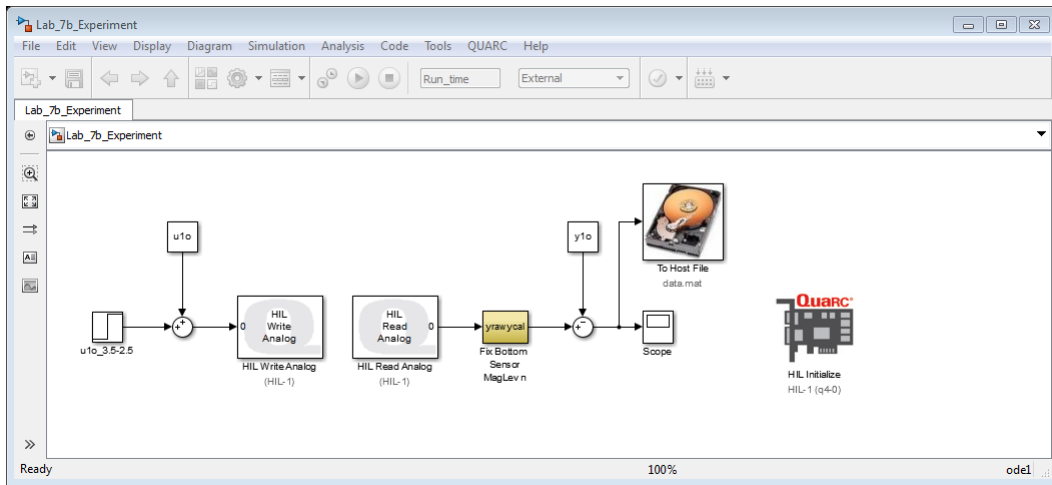 Lab_7b_Experiment
File Edit View Display Diagram Simulation Analysis Code Tools QUARC Help
Run_time External
Lab_7b_Experiment
Lab_7b_Experiment
u1o
y1o
To Host File
data.mat
u1o_3.5-2.5
0
HIL
Write
Analog
HIL Write Analog
(HIL-1)
HIL
Read
Analog
0
HIL Read Analog
(HIL-1)
yrawycal
Fix Bottom
Sensor
MagLev n
Scope
QUARC
HIL Initialize
HIL-1 (q4-0)
Ready 100% ode1